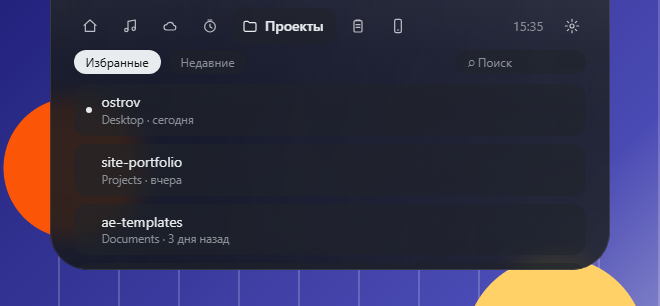 Проекты 15:35
Избранные Недавние Поиск
ostrov
Desktop · сегодня
site-portfolio
Projects · вчера
ae-templates
Documents · 3 дня назад